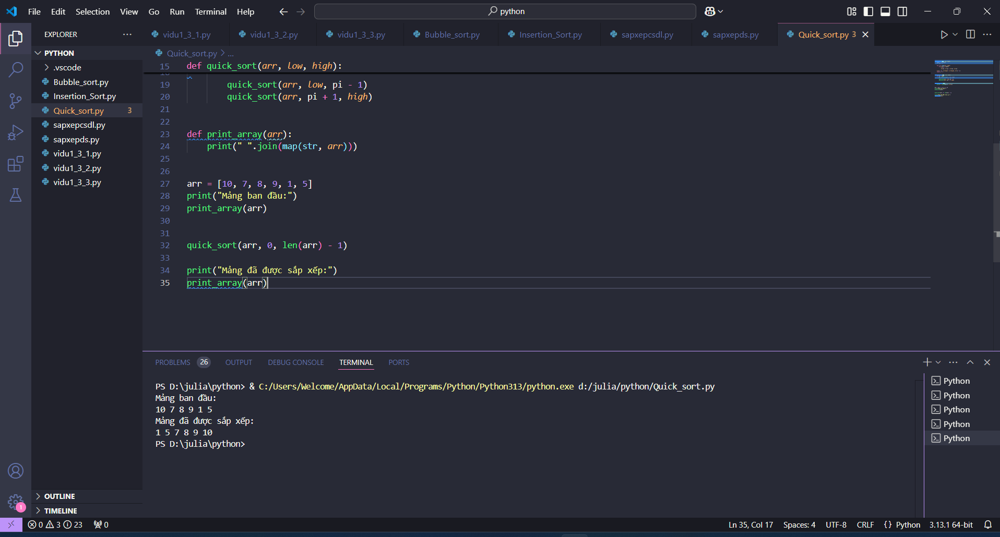 File Edit Selection View Go Run Terminal Help
python
EXPLORER
vidu1_3_1.py
vidu1_3_2.py
vidu1_3_3.py
Bubble_sort.py
Insertion_Sort.py
sapxepcsdl.py
sapxepds.py
Quick_sort.py 3
PYTHON
.vscode
Bubble_sort.py
Insertion_Sort.py
Quick_sort.py 3
sapxepcsdl.py
sapxepds.py
vidu1_3_1.py
vidu1_3_2.py
vidu1_3_3.py
OUTLINE
TIMELINE
1
Quick_sort.py > ...
15 def quick_sort(arr, low, high):
19 quick_sort(arr, low, pi - 1)
20 quick_sort(arr, pi + 1, high)
21
22
23 def print_array(arr):
24 print(" ".join(map(str, arr)))
25
26
27 arr = [10, 7, 8, 9, 1, 5]
28 print("Mảng ban đầu:")
29 print_array(arr)
30
31
32 quick_sort(arr, 0, len(arr) - 1)
33
34 print("Mảng đã được sắp xếp:")
35 print_array(arr)
PROBLEMS 26 OUTPUT DEBUG CONSOLE TERMINAL PORTS
PS D:\julia\python> & C:/Users/Welcome/AppData/Local/Programs/Python/Python313/python.exe d:/julia/python/Quick_sort.py
Mảng ban đầu:
10 7 8 9 1 5
Mảng đã được sắp xếp:
1 5 7 8 9 10
PS D:\julia\python>
Python
Python
Python
Python
Python
0 3 23 0
Ln 35, Col 17 Spaces: 4 UTF-8 CRLF {} Python 3.13.1 64-bit